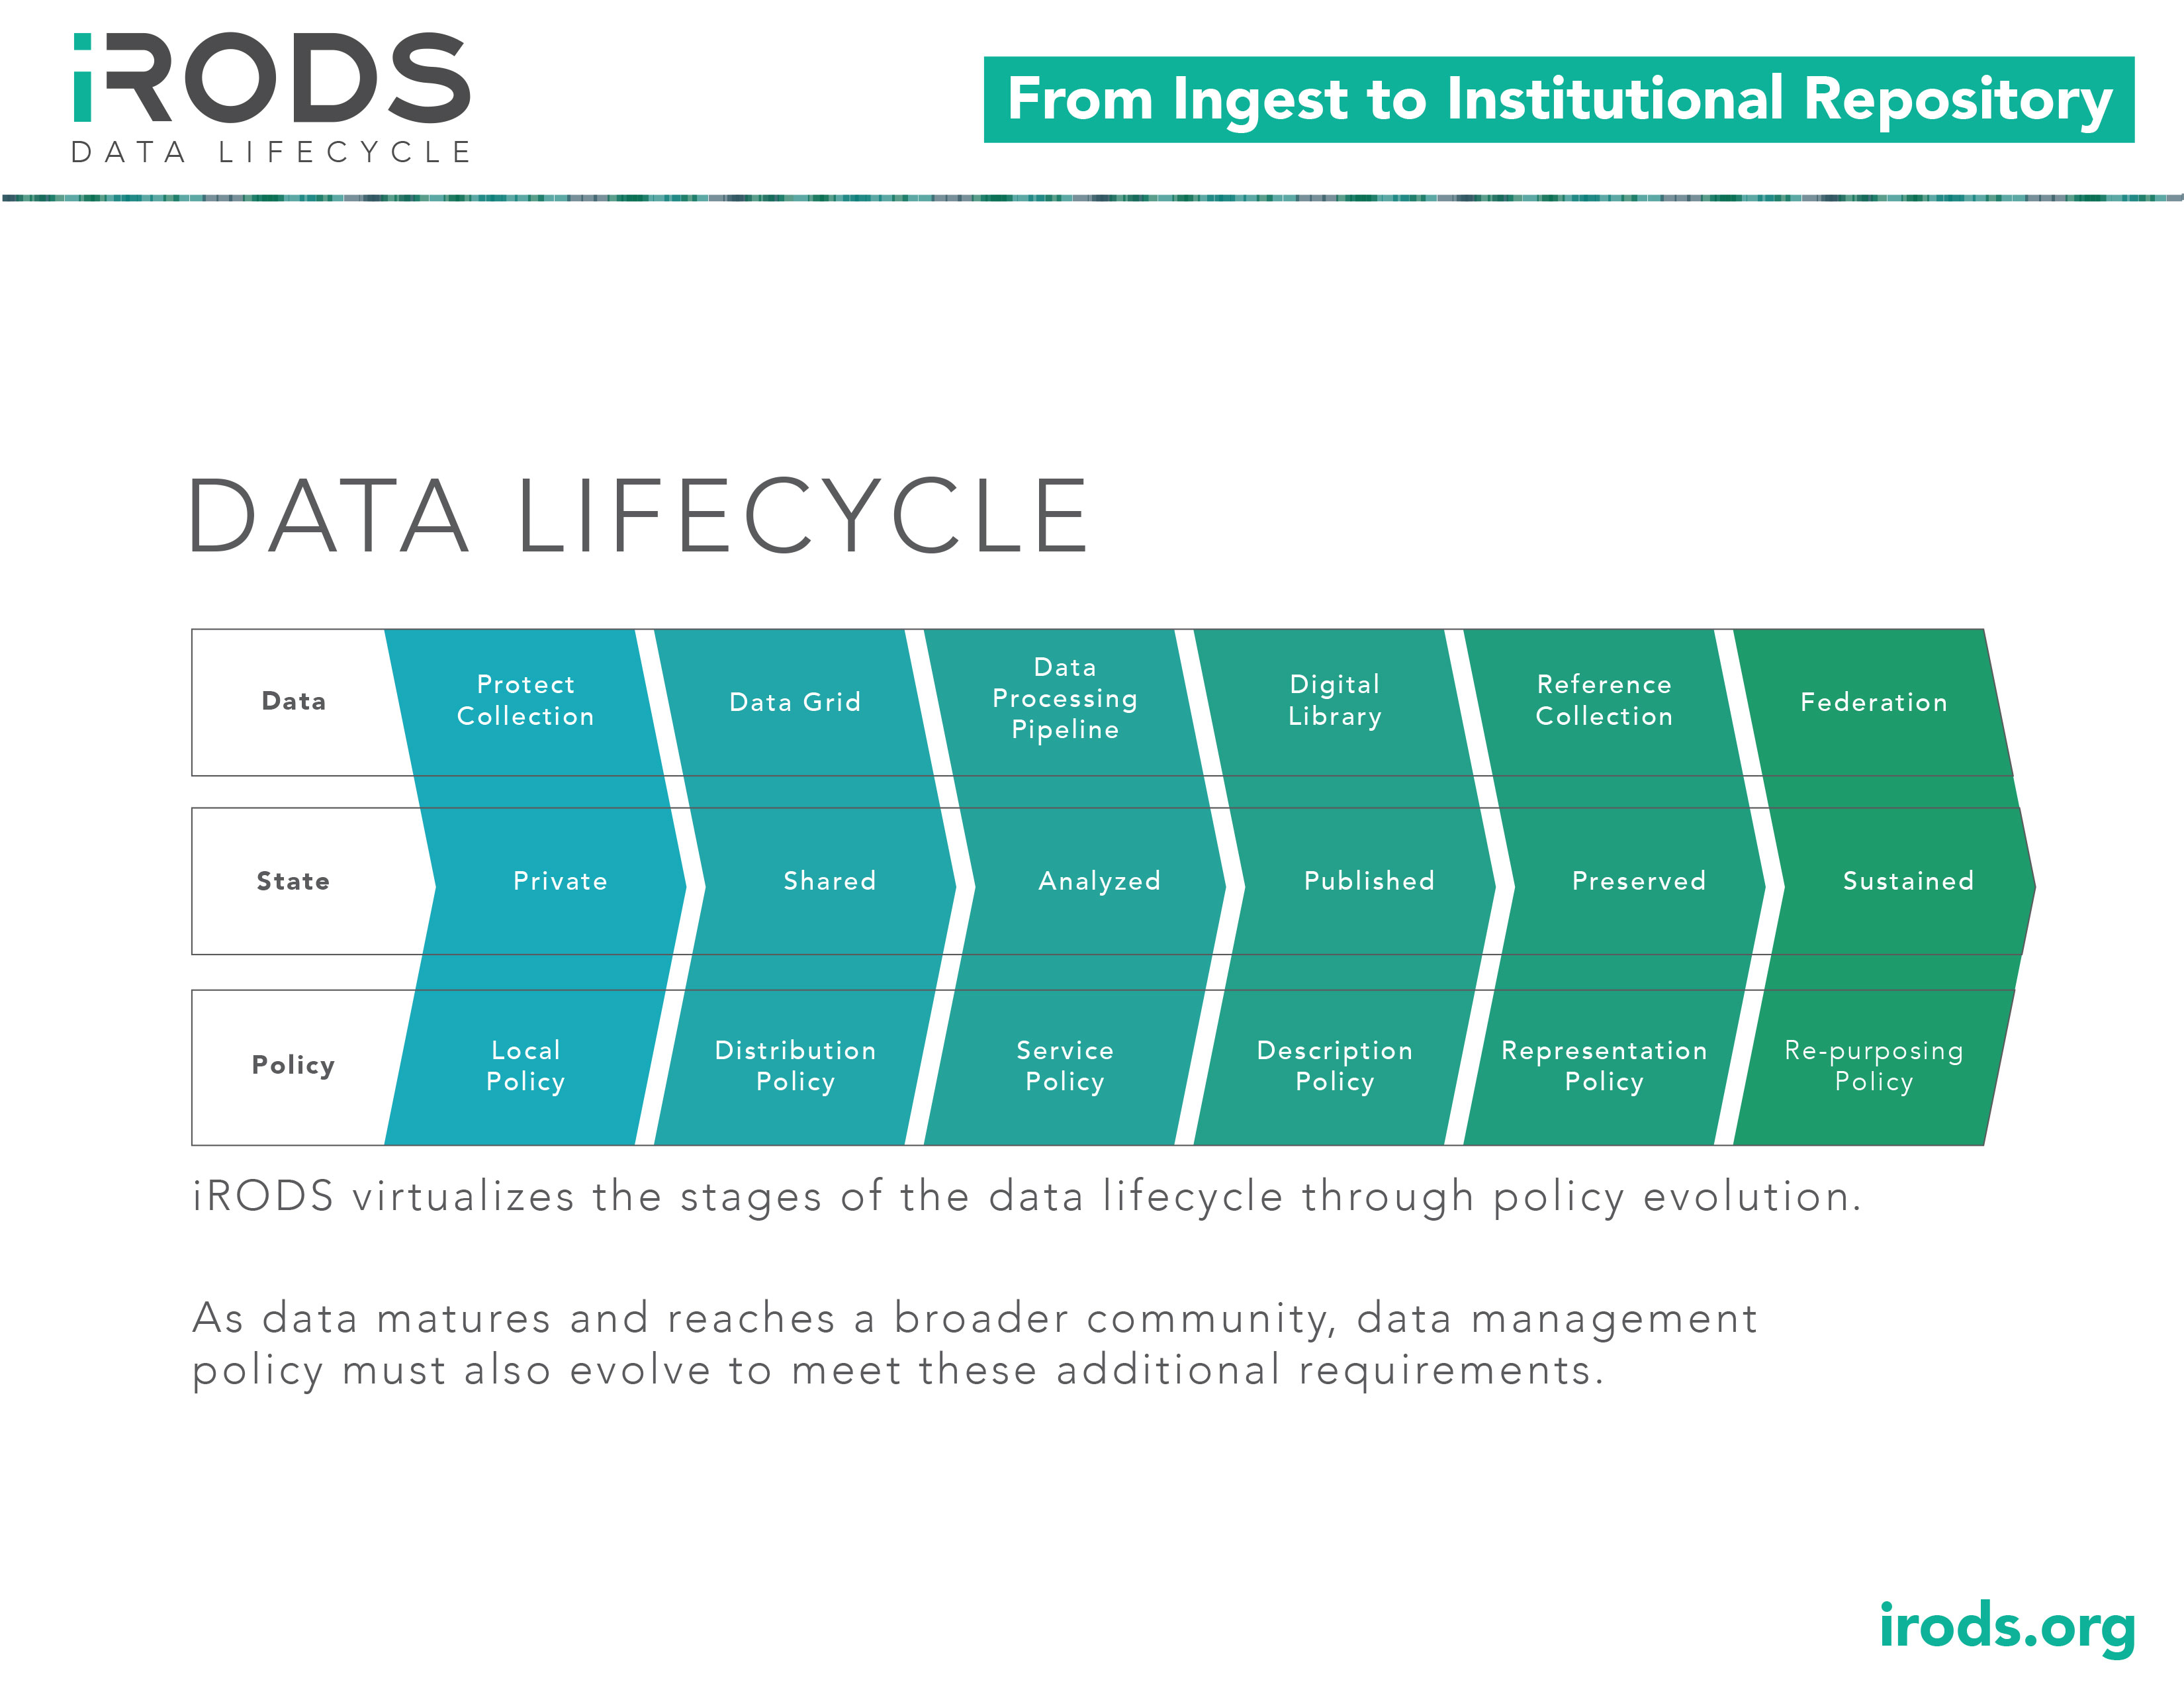 iRODS
DATA LIFECYCLE
From Ingest to Institutional Repository
DATA LIFECYCLE
Data
Protect
Collection
Data Grid
Data
Processing
Pipeline
Digital
Library
Reference
Collection
Federation
State
Private
Shared
Analyzed
Published
Preserved
Sustained
Policy
Local
Policy
Distribution
Policy
Service
Policy
Description
Policy
Representation
Policy
Re-purposing
Policy
iRODS virtualizes the stages of the data lifecycle through policy evolution.
As data matures and reaches a broader community, data management
policy must also evolve to meet these additional requirements.
irods.org